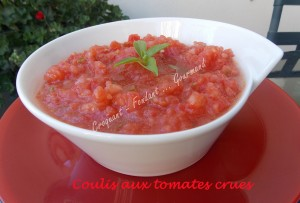 Croquant... Fondant ...... Gourmand
coulis aux tomates crues